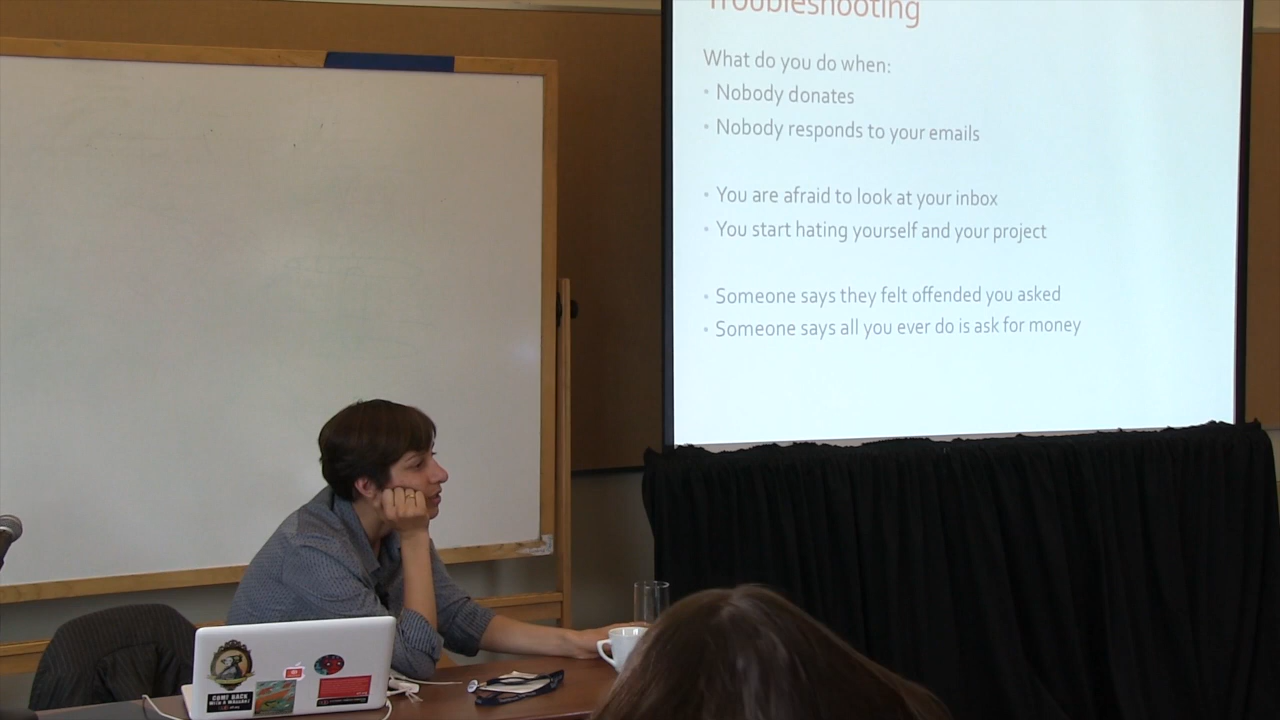 Troubleshooting
What do you do when:
• Nobody donates
• Nobody responds to your emails
• You are afraid to look at your inbox
• You start hating yourself and your project
• Someone says they felt offended you asked
• Someone says all you ever do is ask for money
COME BACK
WITH A WARRANT